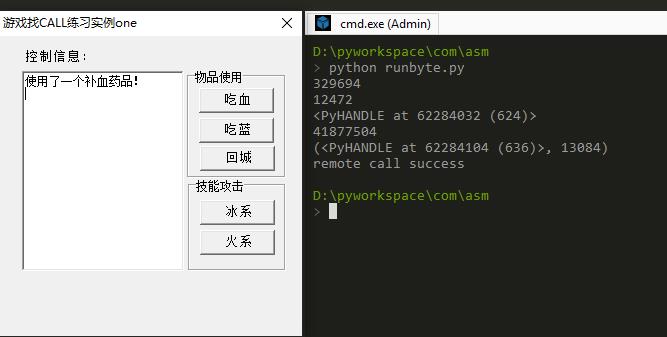 游戏找CALL练习实例one
控制信息:
使用了一个补血药品!
物品使用
吃血
吃蓝
回城
技能攻击
冰系
火系
cmd.exe (Admin)
D:\pyworkspace\com\asm
> python runbyte.py
329694
12472
<PyHANDLE at 62284032 (624)>
41877504
(<PyHANDLE at 62284104 (636)>, 13084)
remote call success
D:\pyworkspace\com\asm
>